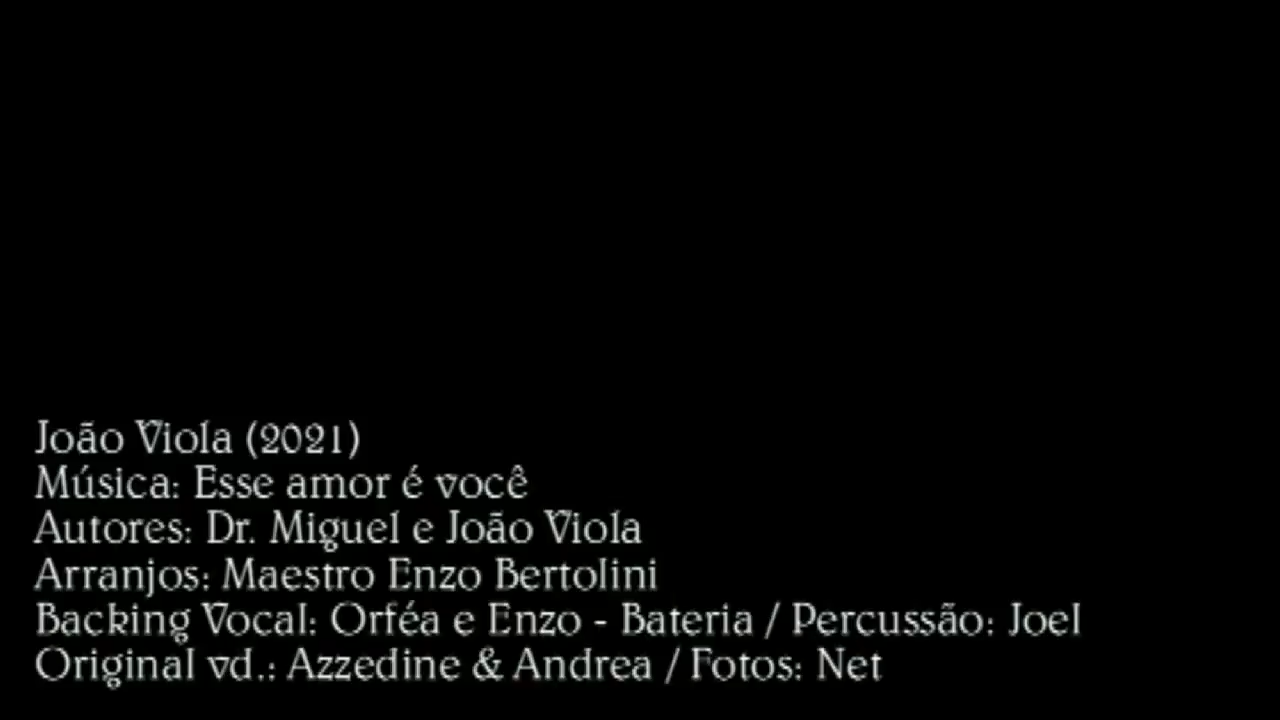 João Viola (2021)
Música: Esse amor é você
Autores: Dr. Miguel e João Viola
Arranjos: Maestro Enzo Bertolini
Backing Vocal: Orféa e Enzo - Bateria / Percussão: Joel
Original vd.: Azzedine & Andrea / Fotos: Net